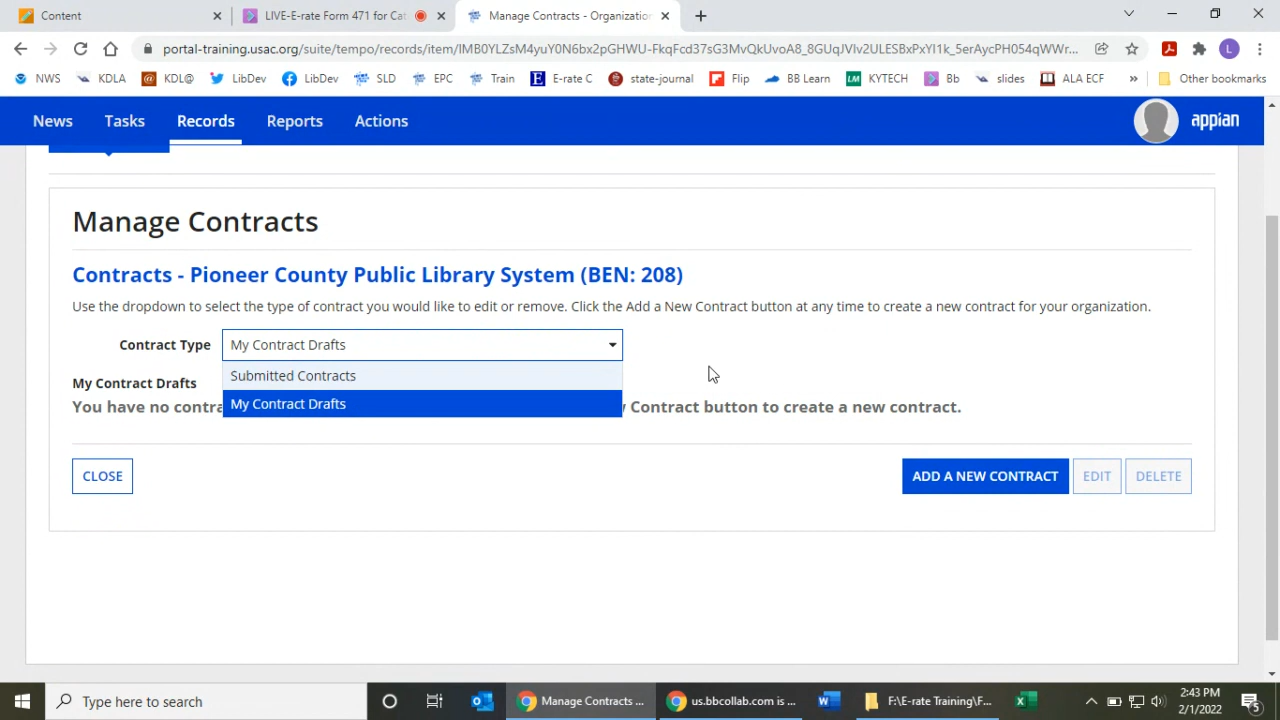 Content
LIVE-E-rate Form 471 for Cat
Manage Contracts - Organization
portal-training.usac.org/suite/tempo/records/item/
NWS
KDLA
KDL@
LibDev
LibDev
SLD
EPC
Train
E-rate C
state-journal
Flip
BB Learn
KYTECH
Bb
slides
ALA ECF
»
Other bookmarks
News
Tasks
Records
Reports
Actions
appian
Manage Contracts
Contracts - Pioneer County Public Library System (BEN: 208)
Use the dropdown to select the type of contract you would like to edit or remove. Click the Add a New Contract button at any time to create a new contract for your organization.
Contract Type
My Contract Drafts
Submitted Contracts
My Contract Drafts
My Contract Drafts
You have no contra
Contract button to create a new contract.
CLOSE
ADD A NEW CONTRACT
EDIT
DELETE
Type here to search
Manage Contracts ...
us.bbcollab.com is ...
F:\E-rate Training\F...
2:43 PM
2/1/2022
5